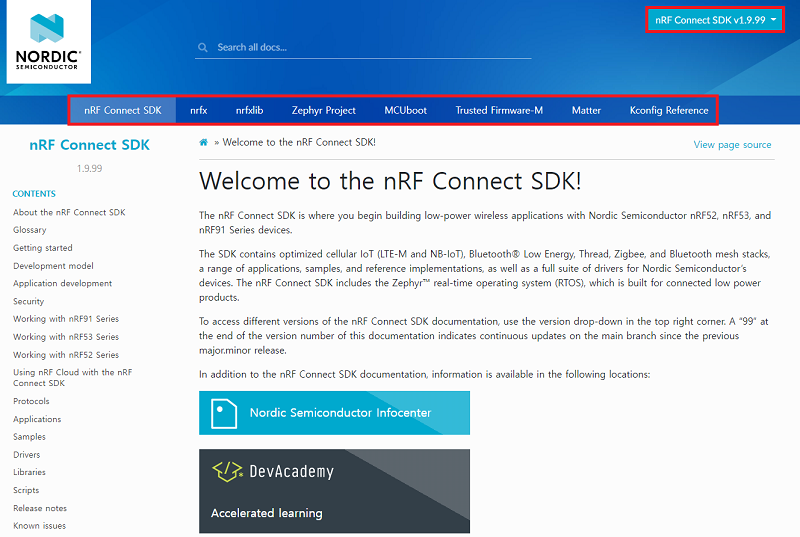 NORDIC®
SEMICONDUCTOR
nRF Connect SDK v1.9.99
Search all docs...
nRF Connect SDK
nrfx
nrfxlib
Zephyr Project
MCUboot
Trusted Firmware-M
Matter
Kconfig Reference
nRF Connect SDK
1.9.99
CONTENTS
About the nRF Connect SDK
Glossary
Getting started
Development model
Application development
Security
Working with nRF91 Series
Working with nRF53 Series
Working with nRF52 Series
Using nRF Cloud with the nRF
Connect SDK
Protocols
Applications
Samples
Drivers
Libraries
Scripts
Release notes
Known issues
» Welcome to the nRF Connect SDK!
View page source
Welcome to the nRF Connect SDK!
The nRF Connect SDK is where you begin building low-power wireless applications with Nordic Semiconductor nRF52, nRF53, and
nRF91 Series devices.
The SDK contains optimized cellular IoT (LTE-M and NB-IoT), Bluetooth® Low Energy, Thread, Zigbee, and Bluetooth mesh stacks,
a range of applications, samples, and reference implementations, as well as a full suite of drivers for Nordic Semiconductor's
devices. The nRF Connect SDK includes the Zephyr™ real-time operating system (RTOS), which is built for connected low power
products.
To access different versions of the nRF Connect SDK documentation, use the version drop-down in the top right corner. A "99" at
the end of the version number of this documentation indicates continuous updates on the main branch since the previous
major.minor release.
In addition to the nRF Connect SDK documentation, information is available in the following locations:
Nordic Semiconductor Infocenter
DevAcademy
Accelerated learning